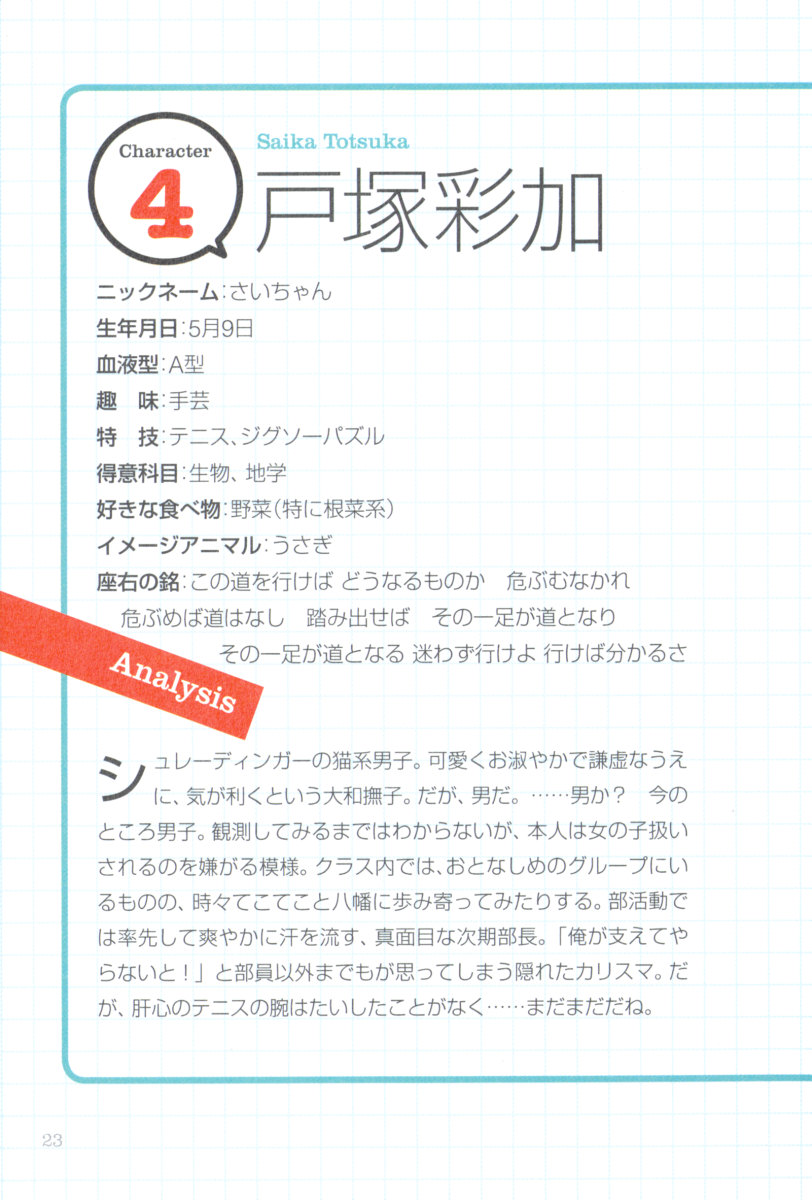 Character
4
Saika Totsuka
戸塚彩加
ニックネーム:さいちゃん
生年月日:5月9日
血液型:A型
趣　味:手芸
特　技:テニス、ジグソーパズル
得意科目:生物、地学
好きな食べ物:野菜(特に根菜系)
イメージアニマル:うさぎ
座右の銘:この道を行けば どうなるものか　危ぶむなかれ
危ぶめば道はなし　踏み出せば　その一足が道となり
その一足が道となる 迷わず行けよ 行けば分かるさ
Analysis
シュレーディンガーの猫系男子。可愛くお淑やかで謙虚なうえ
に、気が利くという大和撫子。だが、男だ。……男か？　今の
ところ男子。観測してみるまではわからないが、本人は女の子扱い
されるのを嫌がる模様。クラス内では、おとなしめのグループにい
るものの、時々てこてこと八幡に歩み寄ってみたりする。部活動で
は率先して爽やかに汗を流す、真面目な次期部長。「俺が支えてや
らないと！」と部員以外までもが思ってしまう隠れたカリスマ。だ
が、肝心のテニスの腕はたいしたことがなく……まだまだだね。
23